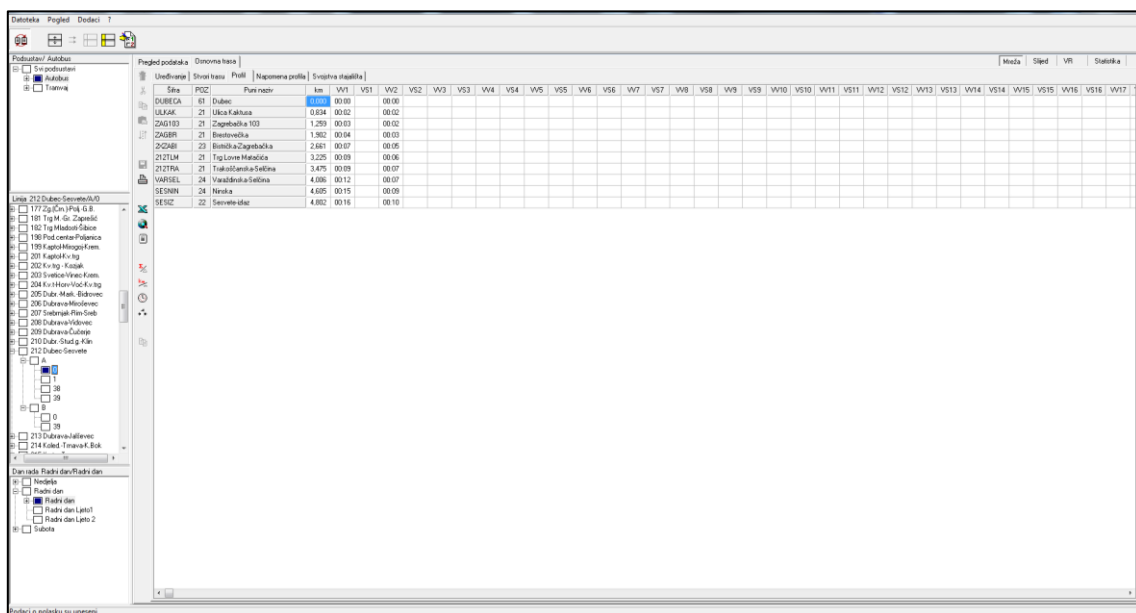 Datoteka Pogled Dodaci ?
Podsustav/ Autobus
Svi podsustavi
Autobus
Tramvaj
Linija 212 Dubec-Sesvete/A/0
177 Zg.(Čm.)-Polj.-G.B.
181 Trg M.-Gr. Zaprešić
182 Trg Mladosti-Šibice
198 Pod.centar-Poljanica
199 Kaptol-Mirogoj-Krem.
201 Kaptol-Kv.trg
202 Kv.trg - Kozjak
203 Svetice-Vinec-Krem.
204 Kv.t-Horv-Voć-Kv.trg
205 Dubr.-Mark.-Bidrovec
206 Dubrava-Miroševec
207 Srebrnjak-Rim-Sreb
208 Dubrava-Vidovec
209 Dubrava-Čučerje
210 Dubr.-Stud.g.-Klin
212 Dubec-Sesvete
A
0
1
38
39
B
0
39
213 Dubrava-Jalševec
214 Koled.-Trnava-K.Bok
Dan rada Radni dan/Radni dan
Nedjelja
Radni dan
Radni dan
Radni dan Ljeto1
Radni dan Ljeto 2
Subota
Pregled podataka Osnovna trasa
Mreža Slijed VR Statistika
Uređivanje Stvori trasu Profil Napomena profila Svojstva stajališta
Šifra POZ Puni naziv km VV1 VS1 VV2 VS2 VV3 VS3 VV4 VS4 VV5 VS5 VV6 VS6 VV7 VS7 VV8 VS8 VV9 VS9 VV10 VS10 VV11 VS11 VV12 VS12 VV13 VS13 VV14 VS14 VV15 VS15 VV16 VS16 VV17
DUBECA 61 Dubec 0,000 00:00 00:00
ULKAK 21 Ulica Kaktusa 0,834 00:02 00:02
ZAG103 21 Zagrebačka 103 1,259 00:03 00:02
ZAGBR 21 Brestovečka 1,902 00:04 00:03
ZKZABI 23 Bistrička-Zagrebačka 2,661 00:07 00:05
212TLM 21 Trg Lovre Matačića 3,225 00:09 00:06
212TRA 21 Trakošćanska-Selčina 3,475 00:09 00:07
VARSEL 24 Varaždinska-Selčina 4,086 00:12 00:07
SESNIN 24 Ninska 4,605 00:15 00:09
SESIZ 22 Sesvete-izlaz 4,802 00:16 00:10
Podaci o polasku su uneseni